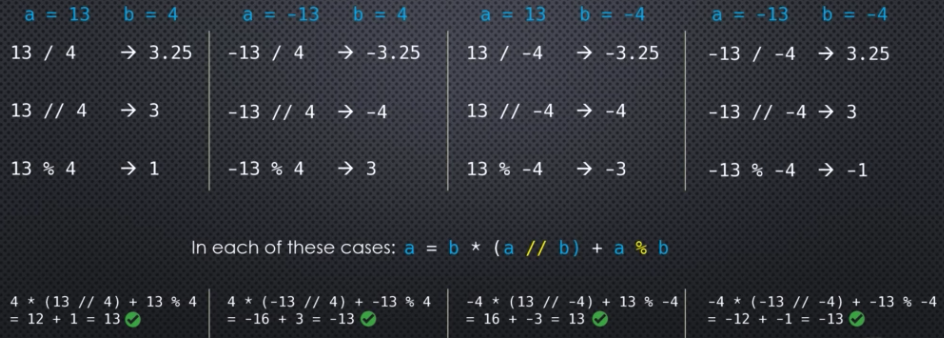 a = 13 b = 4
a = -13 b = 4
a = 13 b = -4
a = -13 b = -4
13 / 4 → 3.25
-13 / 4 → -3.25
13 / -4 → -3.25
-13 / -4 → 3.25
13 // 4 → 3
-13 // 4 → -4
13 // -4 → -4
-13 // -4 → 3
13 % 4 → 1
-13 % 4 → 3
13 % -4 → -3
-13 % -4 → -1
In each of these cases: a = b * (a // b) + a % b
4 * (13 // 4) + 13 % 4
= 12 + 1 = 13
4 * (-13 // 4) + -13 % 4
= -16 + 3 = -13
-4 * (13 // -4) + 13 % -4
= 16 + -3 = 13
-4 * (-13 // -4) + -13 % -4
= -12 + -1 = -13